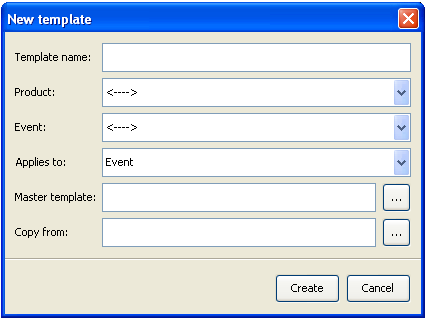 New template
Template name:
Product: <---->
Event: <---->
Applies to: Event
Master template: ...
Copy from: ...
Create Cancel